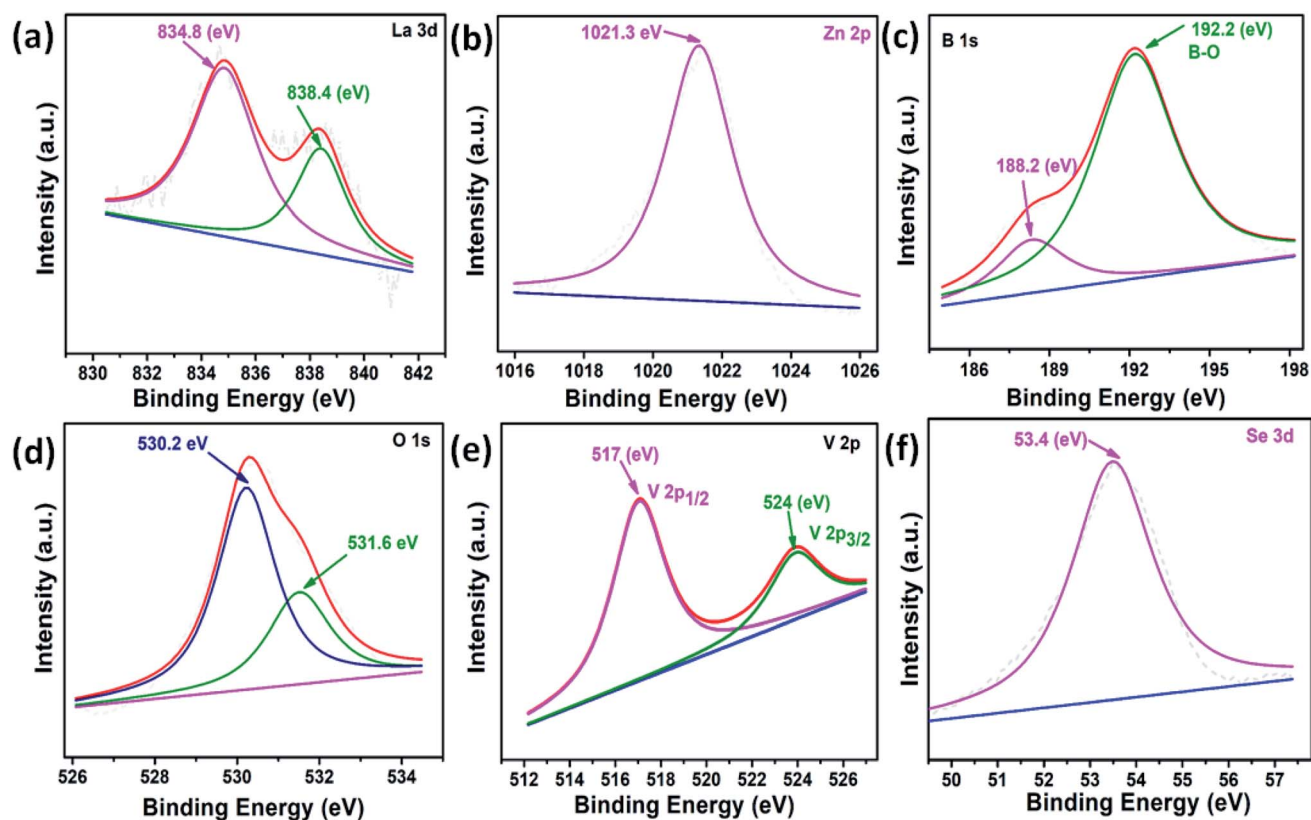 (a)
La 3d
834.8 (eV)
838.4 (eV)
Intensity (a.u.)
830 832 834 836 838 840 842
Binding Energy (eV)
(b)
1021.3 eV
Zn 2p
Intensity (a.u.)
1016 1018 1020 1022 1024 1026
Binding Energy (eV)
(c)
B 1s
192.2 (eV)
B-O
188.2 (eV)
Intensity (a.u.)
186 189 192 195 198
Binding Energy (eV)
(d)
530.2 eV
O 1s
531.6 eV
Intensity (a.u.)
526 528 530 532 534
Binding Energy (eV)
(e)
V 2p
517 (eV)
V 2p1/2
524 (eV)
V 2p3/2
Intensity (a.u.)
512 514 516 518 520 522 524 526
Binding Energy (eV)
(f)
53.4 (eV)
Se 3d
Intensity (a.u.)
50 51 52 53 54 55 56 57
Binding Energy (eV)